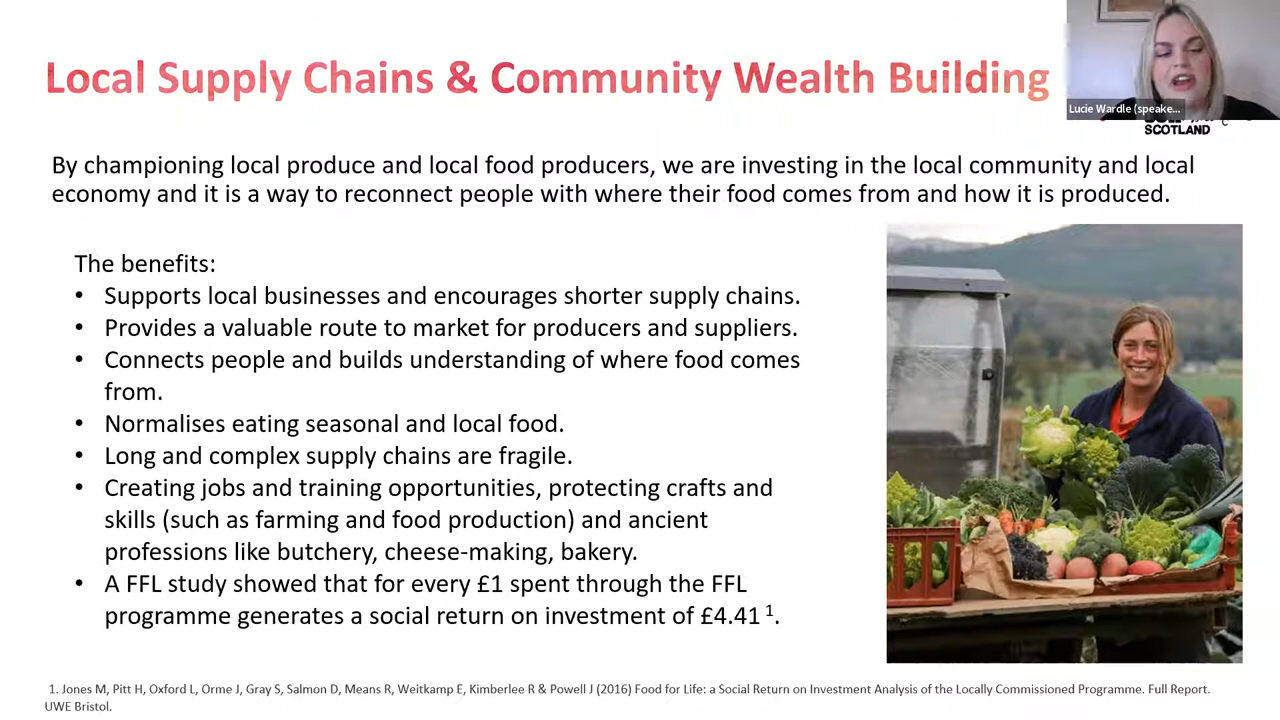 Local Supply Chains & Community Wealth Building
Lucie Wardle (speake...
SCOTLAND
By championing local produce and local food producers, we are investing in the local community and local
economy and it is a way to reconnect people with where their food comes from and how it is produced.
The benefits:
• Supports local businesses and encourages shorter supply chains.
• Provides a valuable route to market for producers and suppliers.
• Connects people and builds understanding of where food comes
from.
• Normalises eating seasonal and local food.
• Long and complex supply chains are fragile.
• Creating jobs and training opportunities, protecting crafts and
skills (such as farming and food production) and ancient
professions like butchery, cheese-making, bakery.
• A FFL study showed that for every £1 spent through the FFL
programme generates a social return on investment of £4.41 ¹.
1. Jones M, Pitt H, Oxford L, Orme J, Gray S, Salmon D, Means R, Weitkamp E, Kimberlee R & Powell J (2016) Food for Life: a Social Return on Investment Analysis of the Locally Commissioned Programme. Full Report.
UWE Bristol.